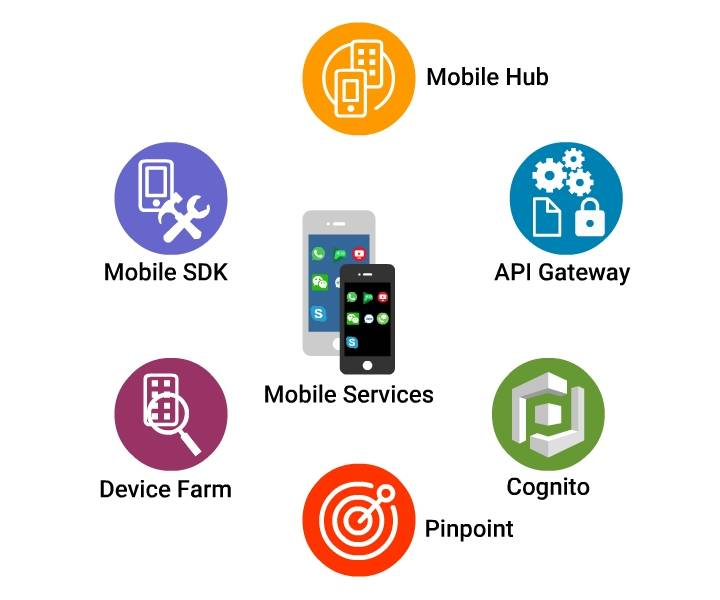 Mobile Hub
Mobile SDK
API Gateway
Mobile Services
Device Farm
Cognito
Pinpoint